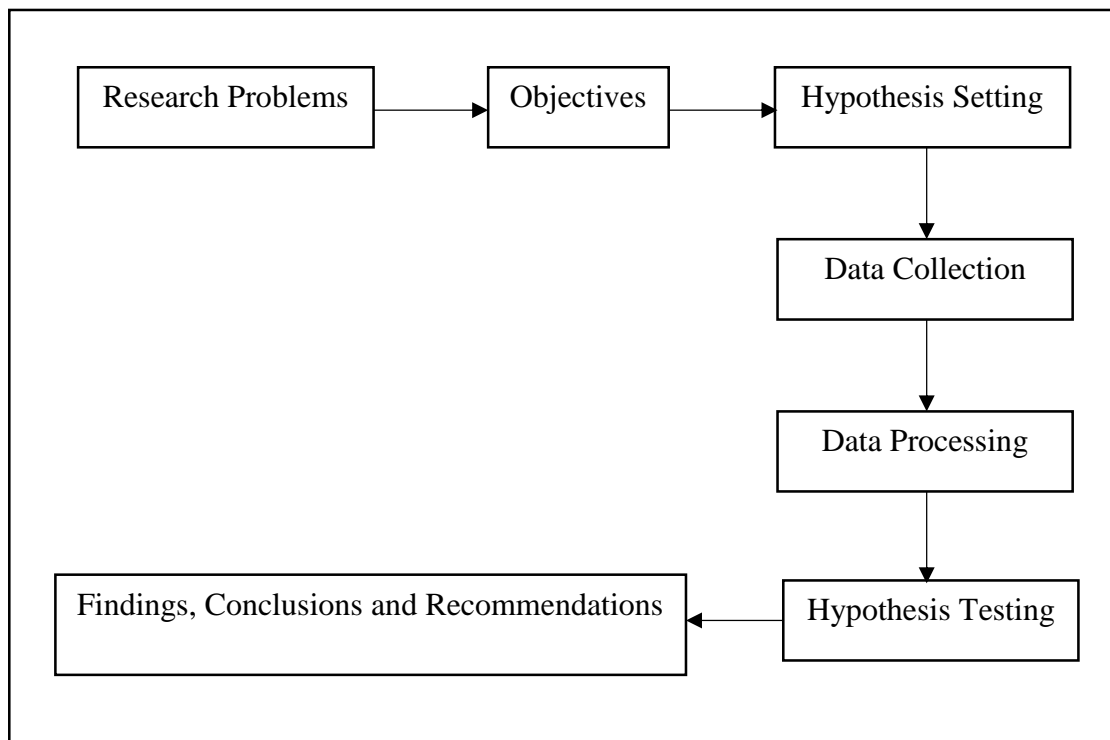 Research Problems
Objectives
Hypothesis Setting
Data Collection
Data Processing
Hypothesis Testing
Findings, Conclusions and Recommendations